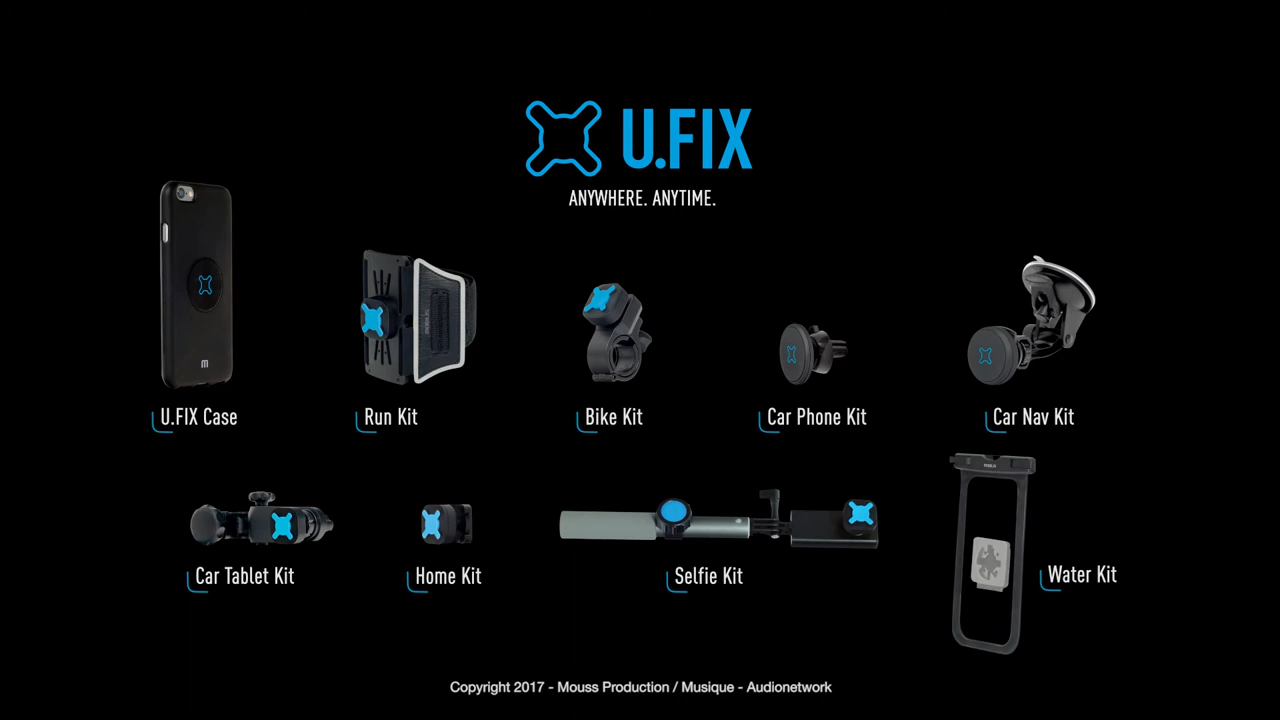 U.FIX
ANYWHERE. ANYTIME.
U.FIX Case
Run Kit
Bike Kit
Car Phone Kit
Car Nav Kit
Car Tablet Kit
Home Kit
Selfie Kit
Water Kit
Copyright 2017 - Mouss Production / Musique - Audionetwork